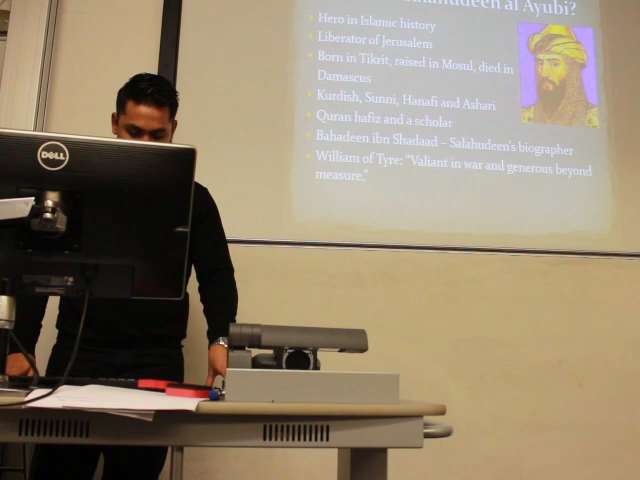 al Ayubi?
Hero in Islamic history
Liberator of Jerusalem
Born in Tikrit, raised in Mosul, died in
Damascus
Kurdish, Sunni, Hanafi and Ashari
Quran hafiz and a scholar
Bahadeen ibn Shadaad – Salahudeen's biographer
William of Tyre: "Valiant in war and generous beyond
measure,"
DELL